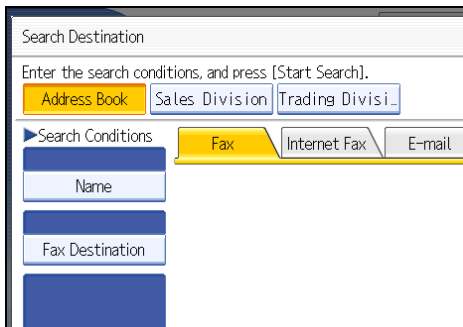 Search Destination
Enter the search conditions, and press [Start Search].
Address Book Sales Division Trading Divisi…
▶Search Conditions Fax Internet Fax E-mail
Name
Fax Destination